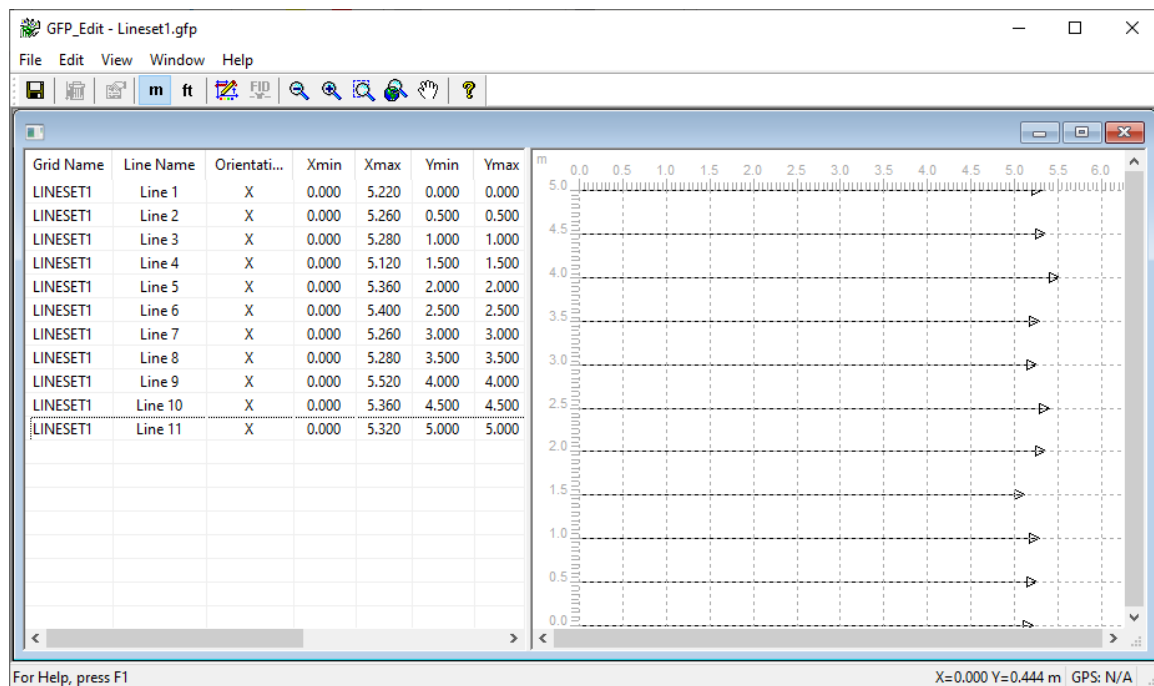 GFP_Edit - Lineset1.gfp
File Edit View Window Help
m ft FID
Grid Name Line Name Orientati... Xmin Xmax Ymin Ymax
LINESET1 Line 1 X 0.000 5.220 0.000 0.000
LINESET1 Line 2 X 0.000 5.260 0.500 0.500
LINESET1 Line 3 X 0.000 5.280 1.000 1.000
LINESET1 Line 4 X 0.000 5.120 1.500 1.500
LINESET1 Line 5 X 0.000 5.360 2.000 2.000
LINESET1 Line 6 X 0.000 5.400 2.500 2.500
LINESET1 Line 7 X 0.000 5.260 3.000 3.000
LINESET1 Line 8 X 0.000 5.280 3.500 3.500
LINESET1 Line 9 X 0.000 5.520 4.000 4.000
LINESET1 Line 10 X 0.000 5.360 4.500 4.500
LINESET1 Line 11 X 0.000 5.320 5.000 5.000
m
0.0 0.5 1.0 1.5 2.0 2.5 3.0 3.5 4.0 4.5 5.0 5.5 6.0
5.0
4.5
4.0
3.5
3.0
2.5
2.0
1.5
1.0
0.5
0.0
For Help, press F1
X=0.000 Y=0.444 m GPS: N/A